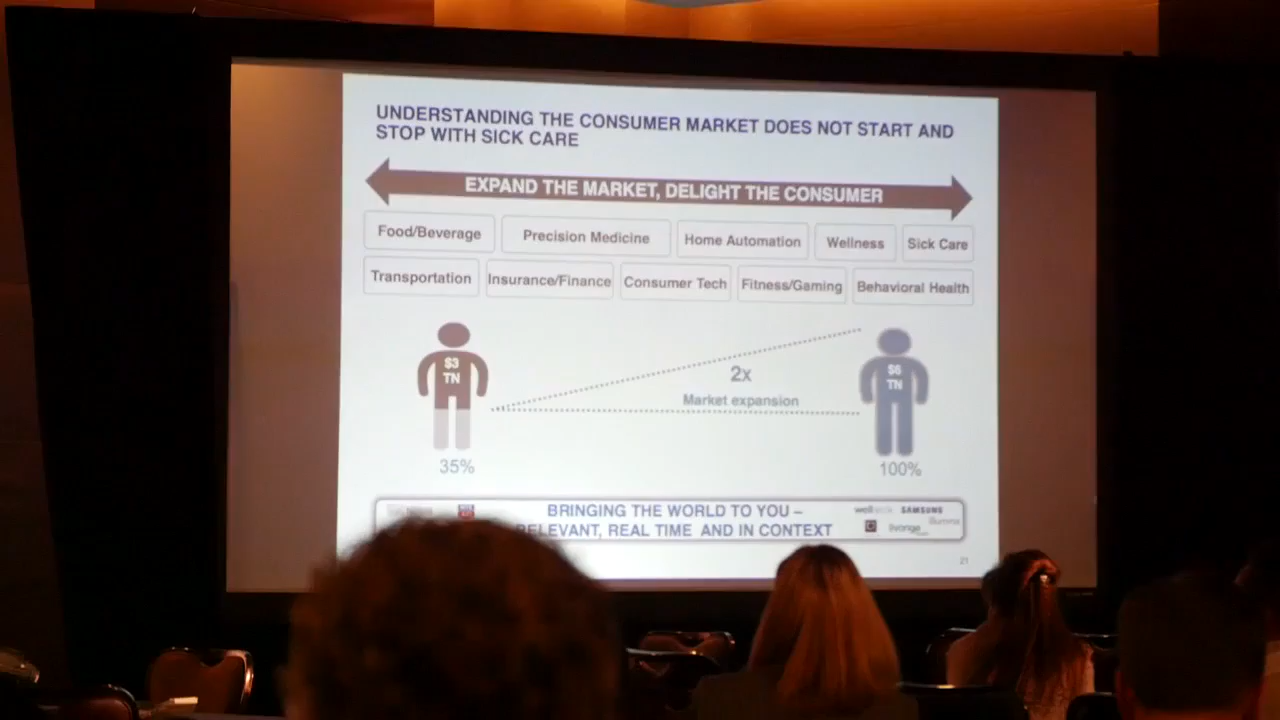 UNDERSTANDING THE CONSUMER MARKET DOES NOT START AND
STOP WITH SICK CARE
EXPAND THE MARKET, DELIGHT THE CONSUMER
Food/Beverage
Precision Medicine
Home Automation
Wellness
Sick Care
Transportation
Insurance/Finance
Consumer Tech
Fitness/Gaming
Behavioral Health
$3
TN
$6
TN
2x
Market expansion
35%
100%
BRINGING THE WORLD TO YOU –
RELEVANT, REAL TIME AND IN CONTEXT
SAMSUNG
illumina
livongo
21